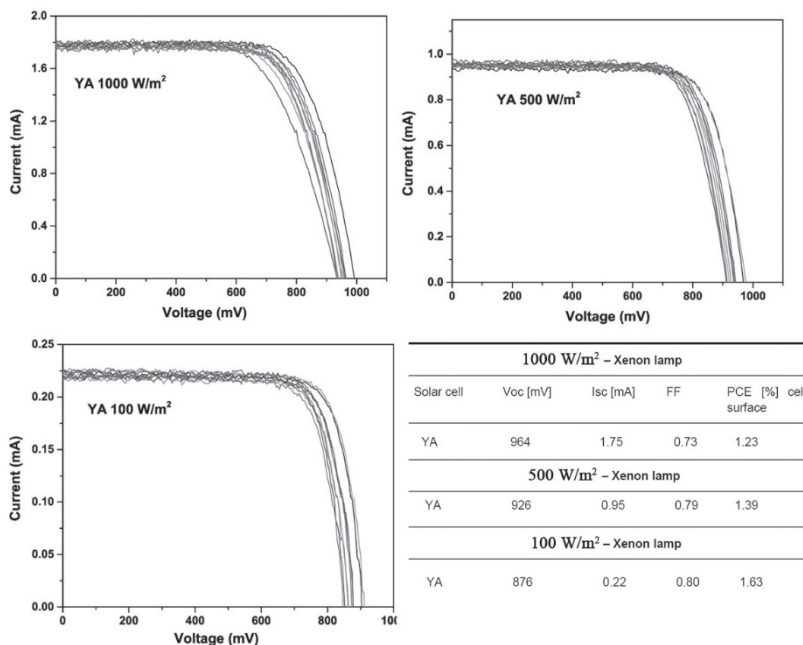 2.0
1.6
1.2
0.8
0.4
0.0
Current (mA)
YA 1000 W/m²
0 200 400 600 800 1000
Voltage (mV)
1.0
0.8
0.6
0.4
0.2
0.0
Current (mA)
YA 500 W/m²
0 200 400 600 800 1000
Voltage (mV)
0.25
0.20
0.15
0.10
0.05
0.00
Current (mA)
YA 100 W/m²
0 200 400 600 800 1000
Voltage (mV)
1000 W/m² – Xenon lamp
Solar cell Voc [mV] Isc [mA] FF PCE [%] cel
surface
YA 964 1.75 0.73 1.23
500 W/m² – Xenon lamp
YA 926 0.95 0.79 1.39
100 W/m² – Xenon lamp
YA 876 0.22 0.80 1.63